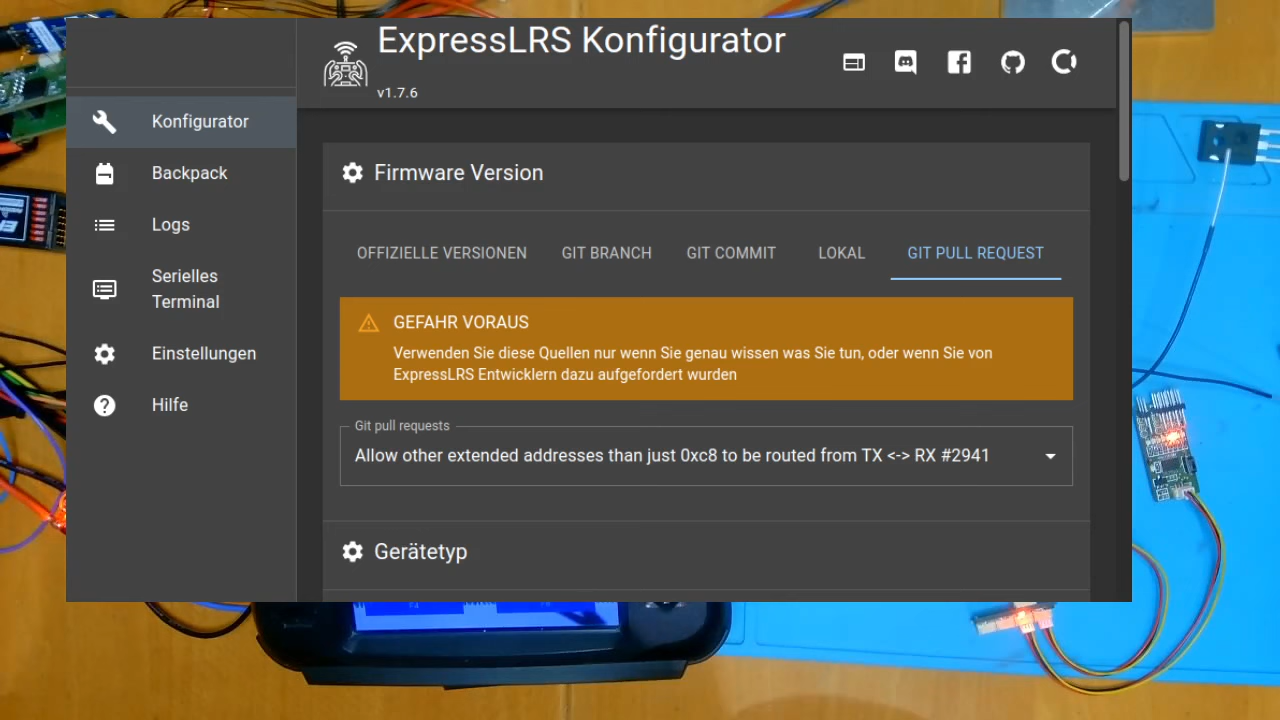 ExpressLRS Konfigurator
v1.7.6
Konfigurator
Backpack
Logs
Serielles
Terminal
Einstellungen
Hilfe
Firmware Version
OFFIZIELLE VERSIONEN
GIT BRANCH
GIT COMMIT
LOKAL
GIT PULL REQUEST
GEFAHR VORAUS
Verwenden Sie diese Quellen nur wenn Sie genau wissen was Sie tun, oder wenn Sie von
ExpressLRS Entwicklern dazu aufgefordert wurden
Git pull requests
Allow other extended addresses than just 0xc8 to be routed from TX <-> RX #2941
Gerätetyp